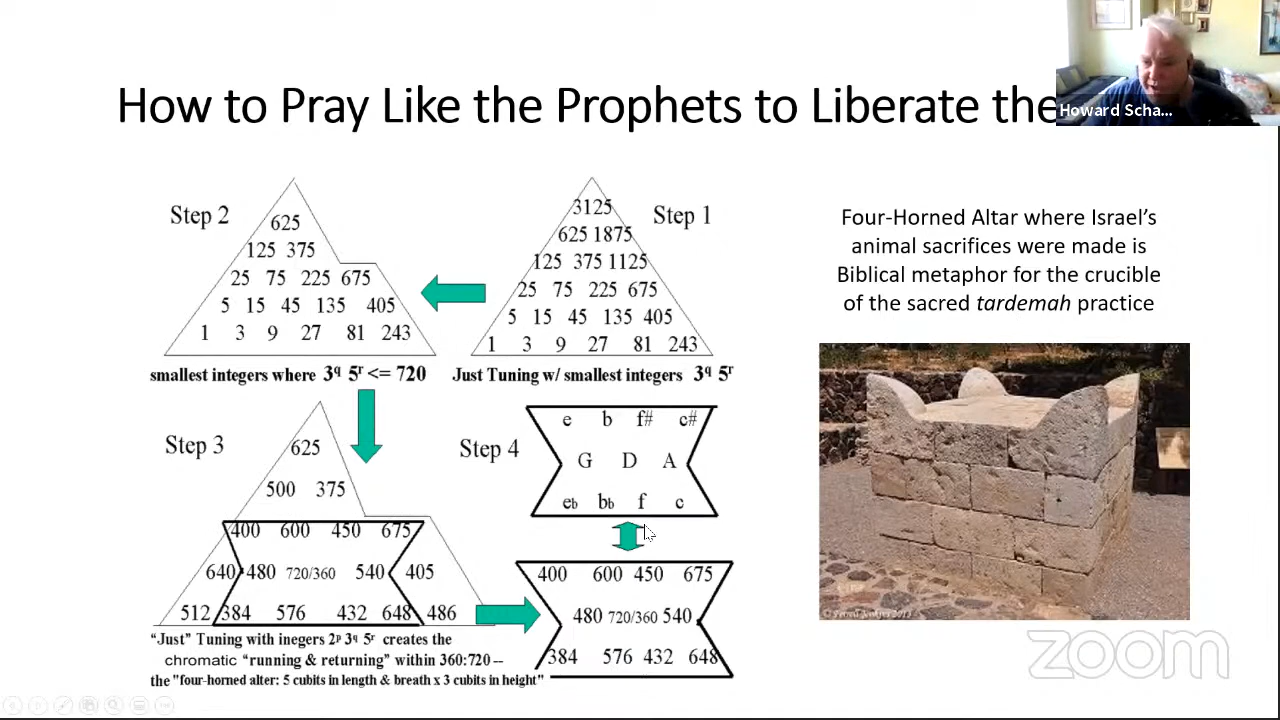 How to Pray Like the Prophets to Liberate the
Howard Scha...
Step 2
625
125 375
25 75 225 675
5 15 45 135 405
1 3 9 27 81 243
smallest integers where 3q 5r <= 720
Step 1
3125
625 1875
125 375 1125
25 75 225 675
5 15 45 135 405
1 3 9 27 81 243
Just Tuning w/ smallest integers 3q 5r
Step 3
625
500 375
400 600 450 675
640 480 720/360 540 405
512 384 576 432 648 486
"Just" Tuning with inegers 2p 3q 5r creates the
chromatic "running & returning" within 360:720 --
the "four-horned alter: 5 cubits in length & breath x 3 cubits in height"
Step 4
e b f# c#
G D A
eb bb f c
400 600 450 675
480 720/360 540
384 576 432 648
Four-Horned Altar where Israel's
animal sacrifices were made is
Biblical metaphor for the crucible
of the sacred tardemah practice
zoom